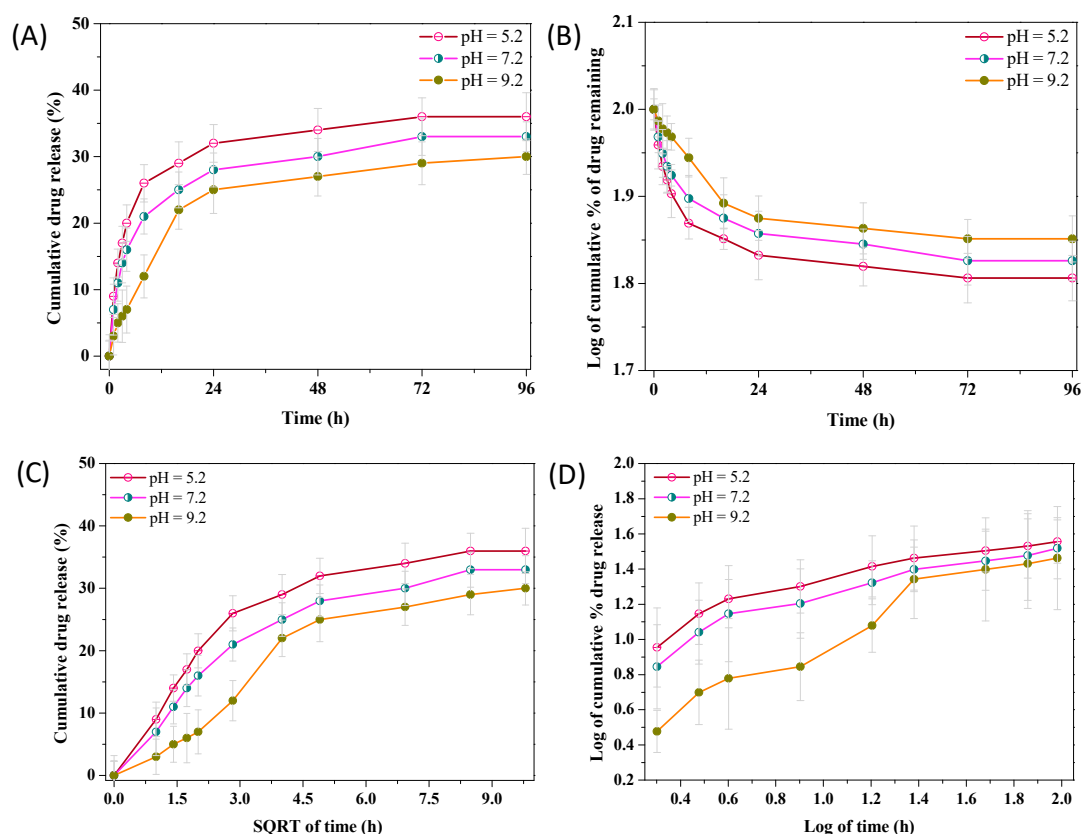 (A)
Cumulative drug release (%)
50
40
30
20
10
0
pH = 5.2
pH = 7.2
pH = 9.2
0 24 48 72 96
Time (h)
(B)
Log of cumulative % of drug remaining
2.1
2.0
1.9
1.8
1.7
pH = 5.2
pH = 7.2
pH = 9.2
0 24 48 72 96
Time (h)
(C)
Cumulative drug release (%)
50
40
30
20
10
0
pH = 5.2
pH = 7.2
pH = 9.2
0.0 1.5 3.0 4.5 6.0 7.5 9.0
SQRT of time (h)
(D)
Log of cumulative % drug release
2.0
1.8
1.6
1.4
1.2
1.0
0.8
0.6
0.4
0.2
pH = 5.2
pH = 7.2
pH = 9.2
0.4 0.6 0.8 1.0 1.2 1.4 1.6 1.8 2.0
Log of time (h)